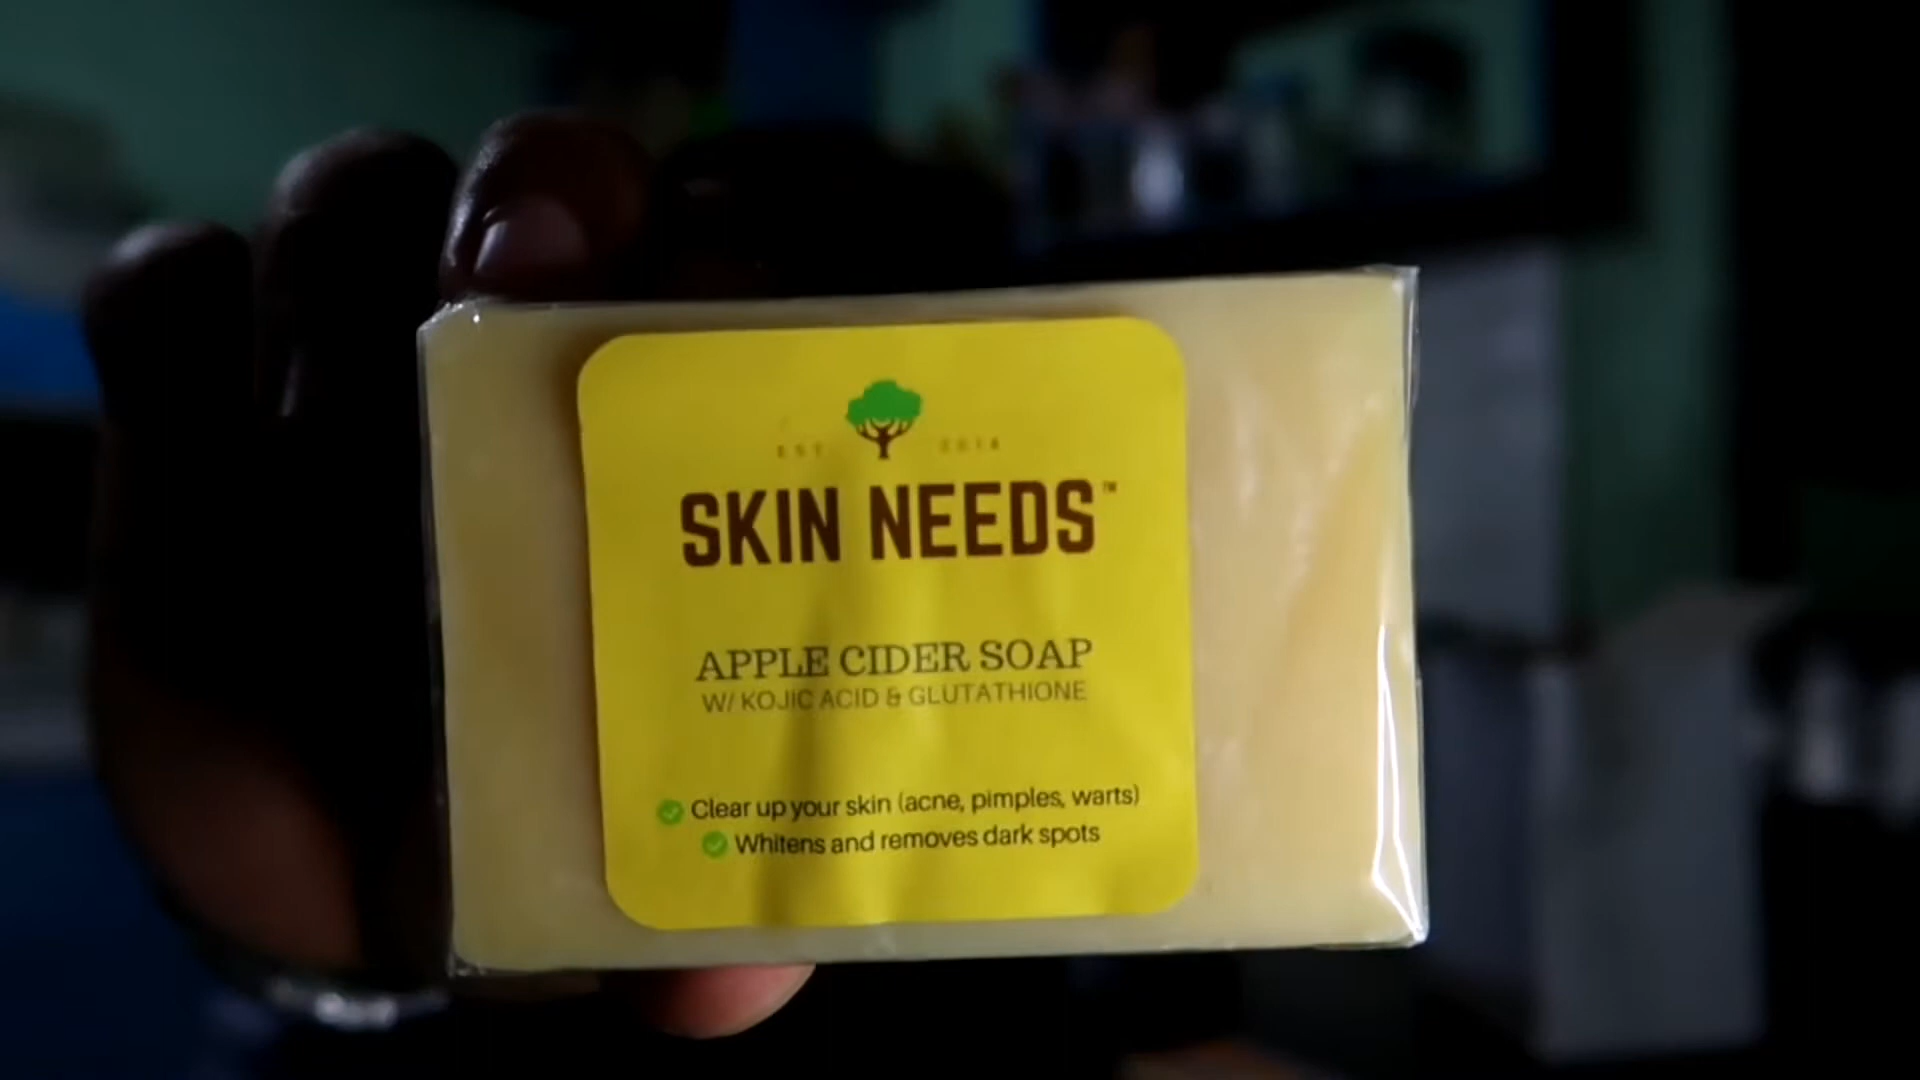 EST
SKIN NEEDS™
APPLE CIDER SOAP
W/ KOJIC ACID & GLUTATHIONE
Clear up your skin (acne, pimples, warts)
Whitens and removes dark spots